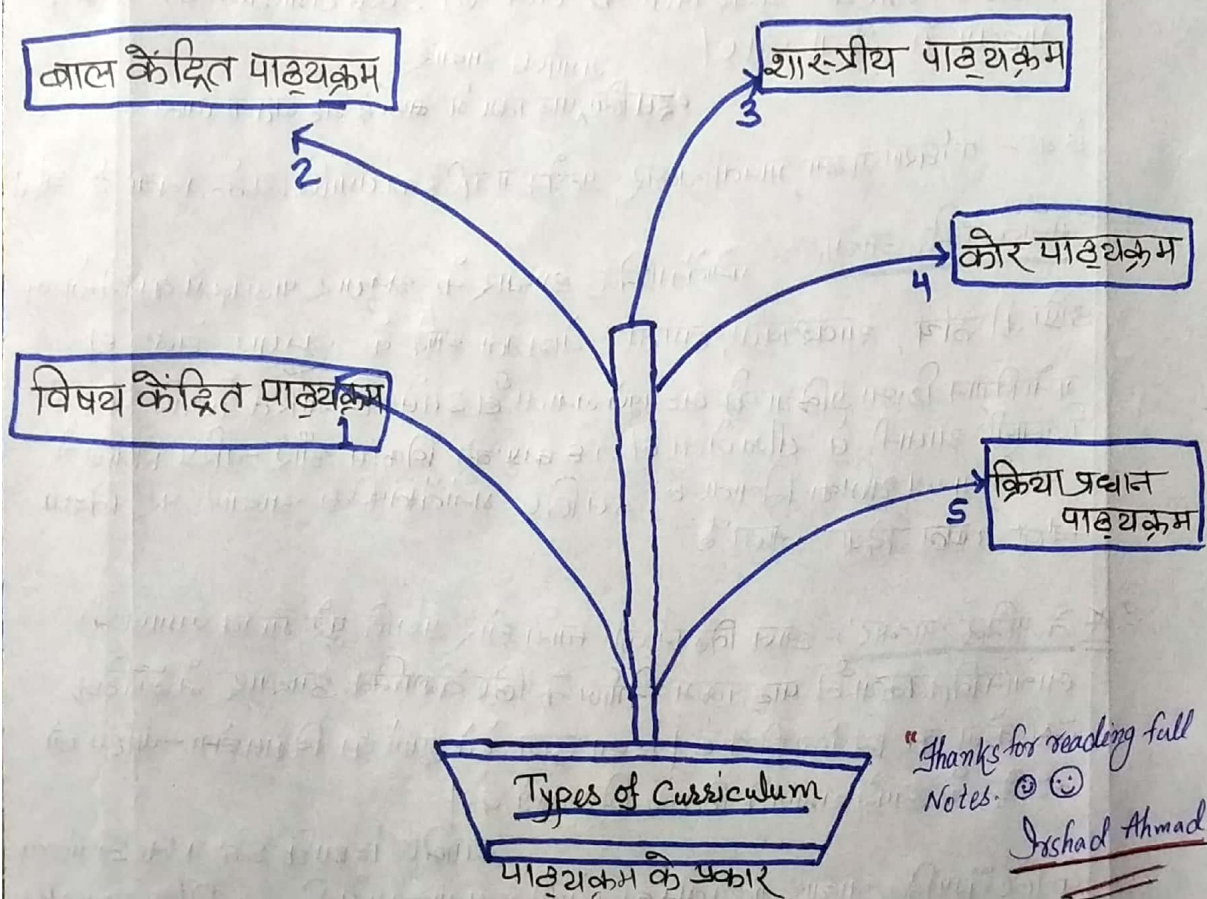 बाल केंद्रित पाठ्यक्रम
2
शास्त्रीय पाठ्यक्रम
3
कोर पाठ्यक्रम
4
विषय केंद्रित पाठ्यक्रम
1
क्रिया प्रधान
पाठ्यक्रम
5
Types of Curriculum
पाठ्यक्रम के प्रकार
"Thanks for reading full
Notes. ☺ ☺
Irshad Ahmad